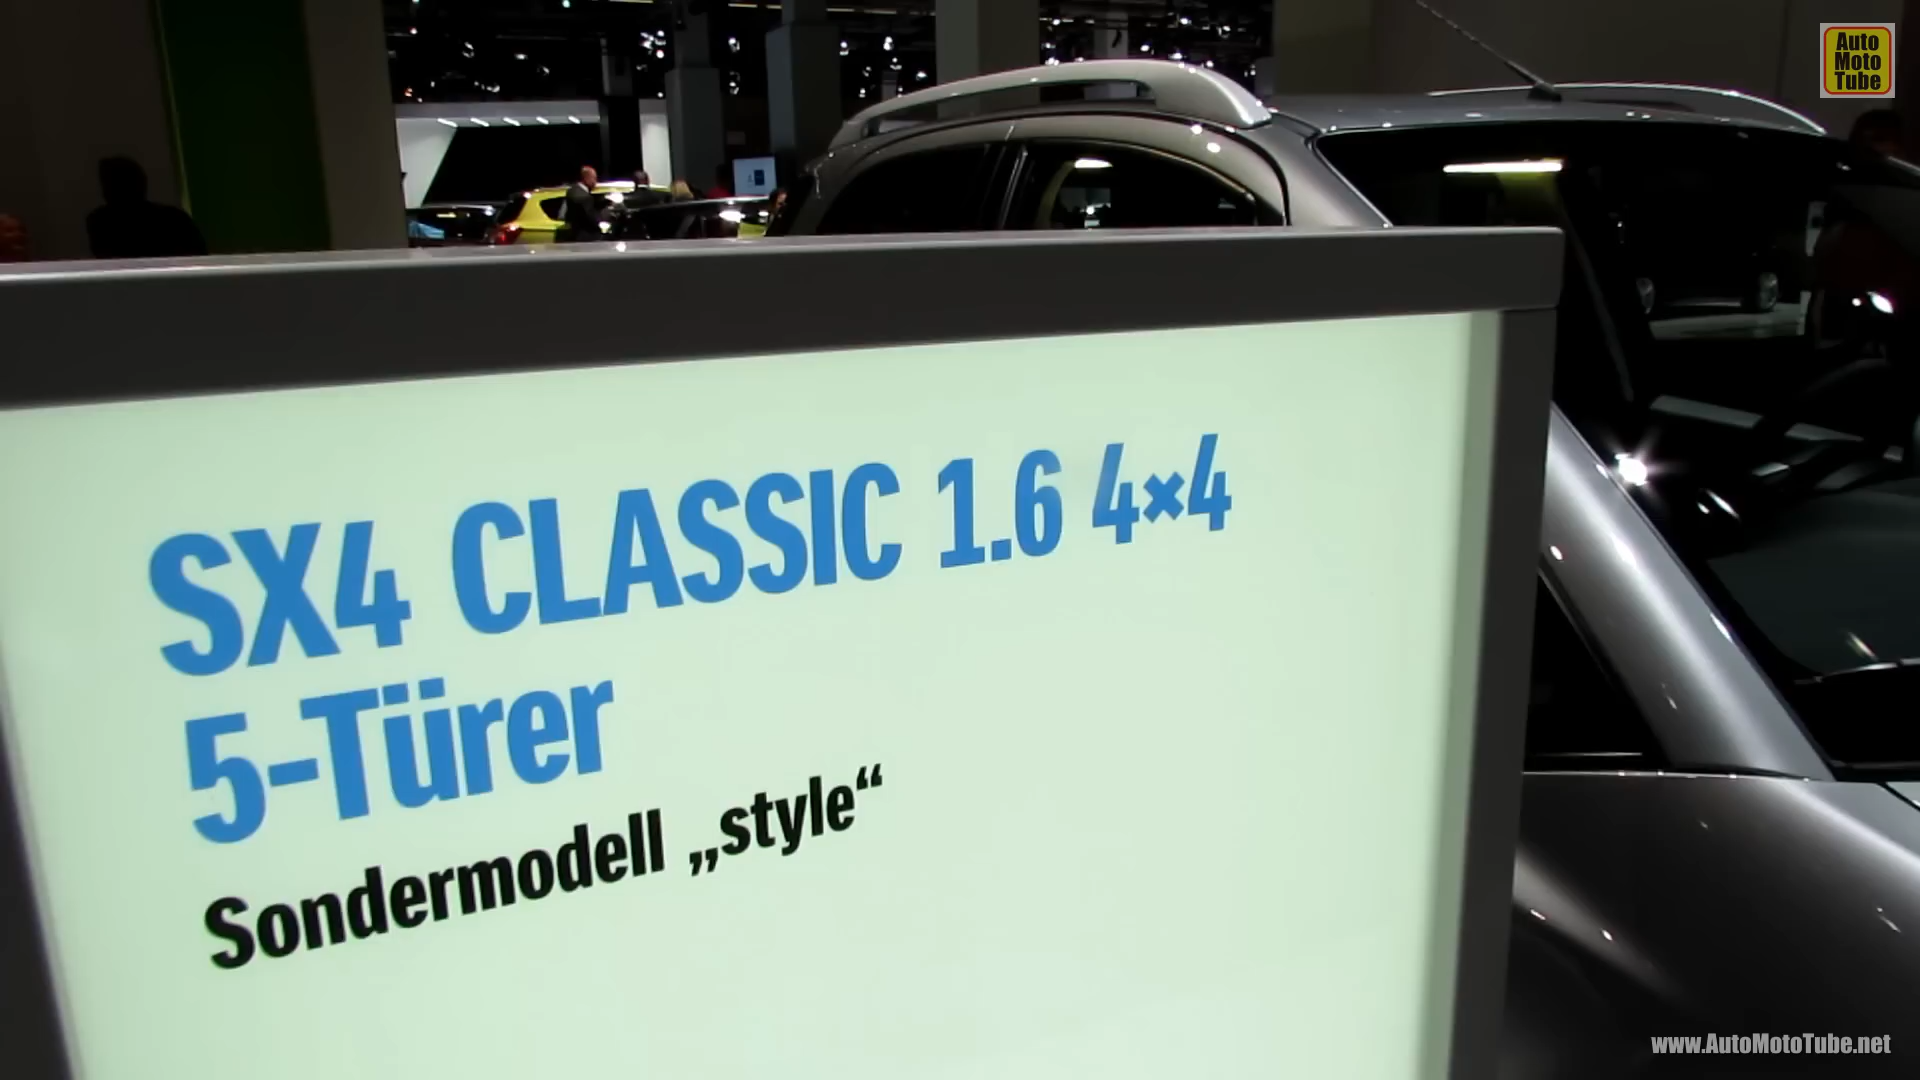 Auto
Moto
Tube
SX4 CLASSIC 1.6 4×4
5-Türer
Sondermodell „style“
www.AutoMotoTube.net